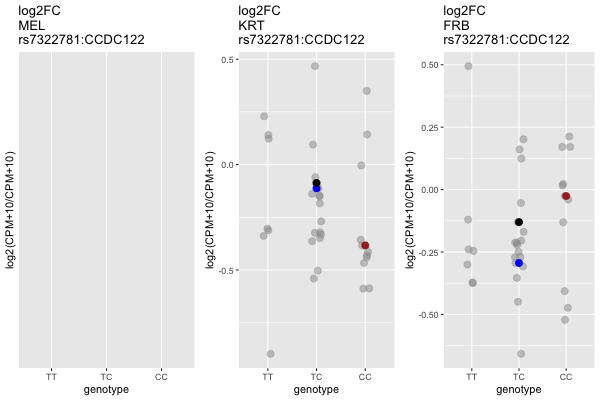 log2FC
MEL
rs7322781:CCDC122
log2(CPM+10/CPM+10)
TT
TC
CC
genotype
log2FC
KRT
rs7322781:CCDC122
log2(CPM+10/CPM+10)
0.5
0.0
-0.5
TT
TC
CC
genotype
log2FC
FRB
rs7322781:CCDC122
log2(CPM+10/CPM+10)
0.50
0.25
0.00
-0.25
-0.50
TT
TC
CC
genotype